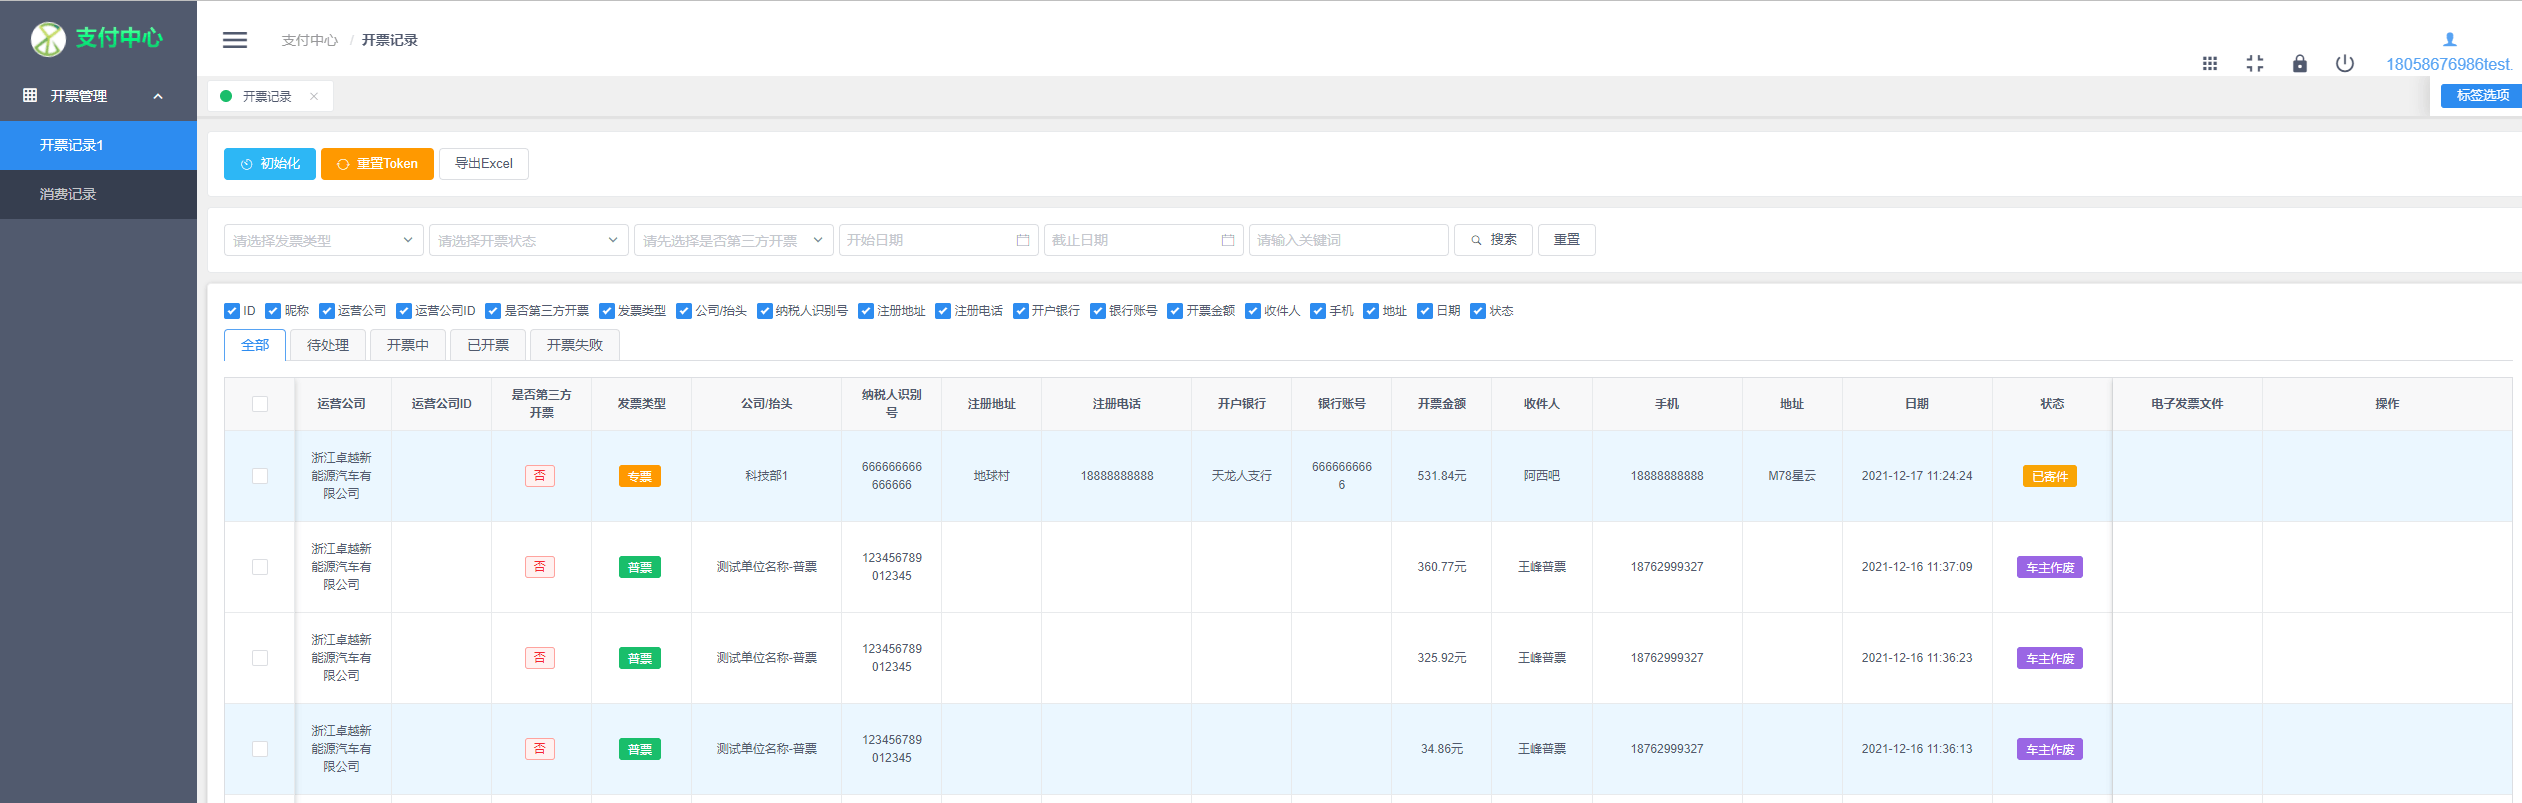 支付中心
支付中心 / 开票记录
18058676986test.
开票管理
开票记录
标签选项
开票记录1
消费记录
初始化 重置Token 导出Excel
请选择发票类型 请选择开票状态 请先选择是否第三方开票 开始日期 截止日期 请输入关键词 搜索 重置
ID 昵称 运营公司 运营公司ID 是否第三方开票 发票类型 公司/抬头 纳税人识别号 注册地址 注册电话 开户银行 银行账号 开票金额 收件人 手机 地址 日期 状态
全部 待处理 开票中 已开票 开票失败
运营公司 运营公司ID 是否第三方开票 发票类型 公司/抬头 纳税人识别号 注册地址 注册电话 开户银行 银行账号 开票金额 收件人 手机 地址 日期 状态 电子发票文件 操作
浙江卓越新能源汽车有限公司 否 专票 科技部1 666666666666666 地球村 18888888888 天龙人支行 6666666666 531.84元 阿西吧 18888888888 M78星云 2021-12-17 11:24:24 已寄件
浙江卓越新能源汽车有限公司 否 普票 测试单位名称-普票 123456789012345 360.77元 王峰普票 18762999327 2021-12-16 11:37:09 车主作废
浙江卓越新能源汽车有限公司 否 普票 测试单位名称-普票 123456789012345 325.92元 王峰普票 18762999327 2021-12-16 11:36:23 车主作废
浙江卓越新能源汽车有限公司 否 普票 测试单位名称-普票 123456789012345 34.86元 王峰普票 18762999327 2021-12-16 11:36:13 车主作废